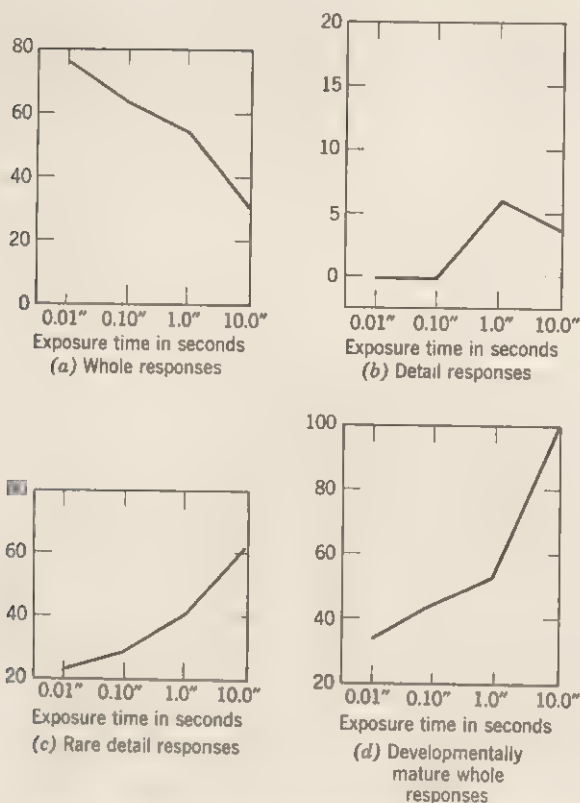 80
60
40
20
0
0.01″ 0.10″ 1.0″ 10.0″
Exposure time in seconds
(a) Whole responses
20
15
10
5
0
0.01″ 0.10″ 1.0″ 10.0″
Exposure time in seconds
(b) Detail responses
60
40
20
0.01″ 0.10″ 1.0″ 10.0″
Exposure time in seconds
(c) Rare detail responses
100
80
60
40
20
0.01″ 0.10″ 1.0″ 10.0″
Exposure time in seconds
(d) Developmentally
mature whole
responses